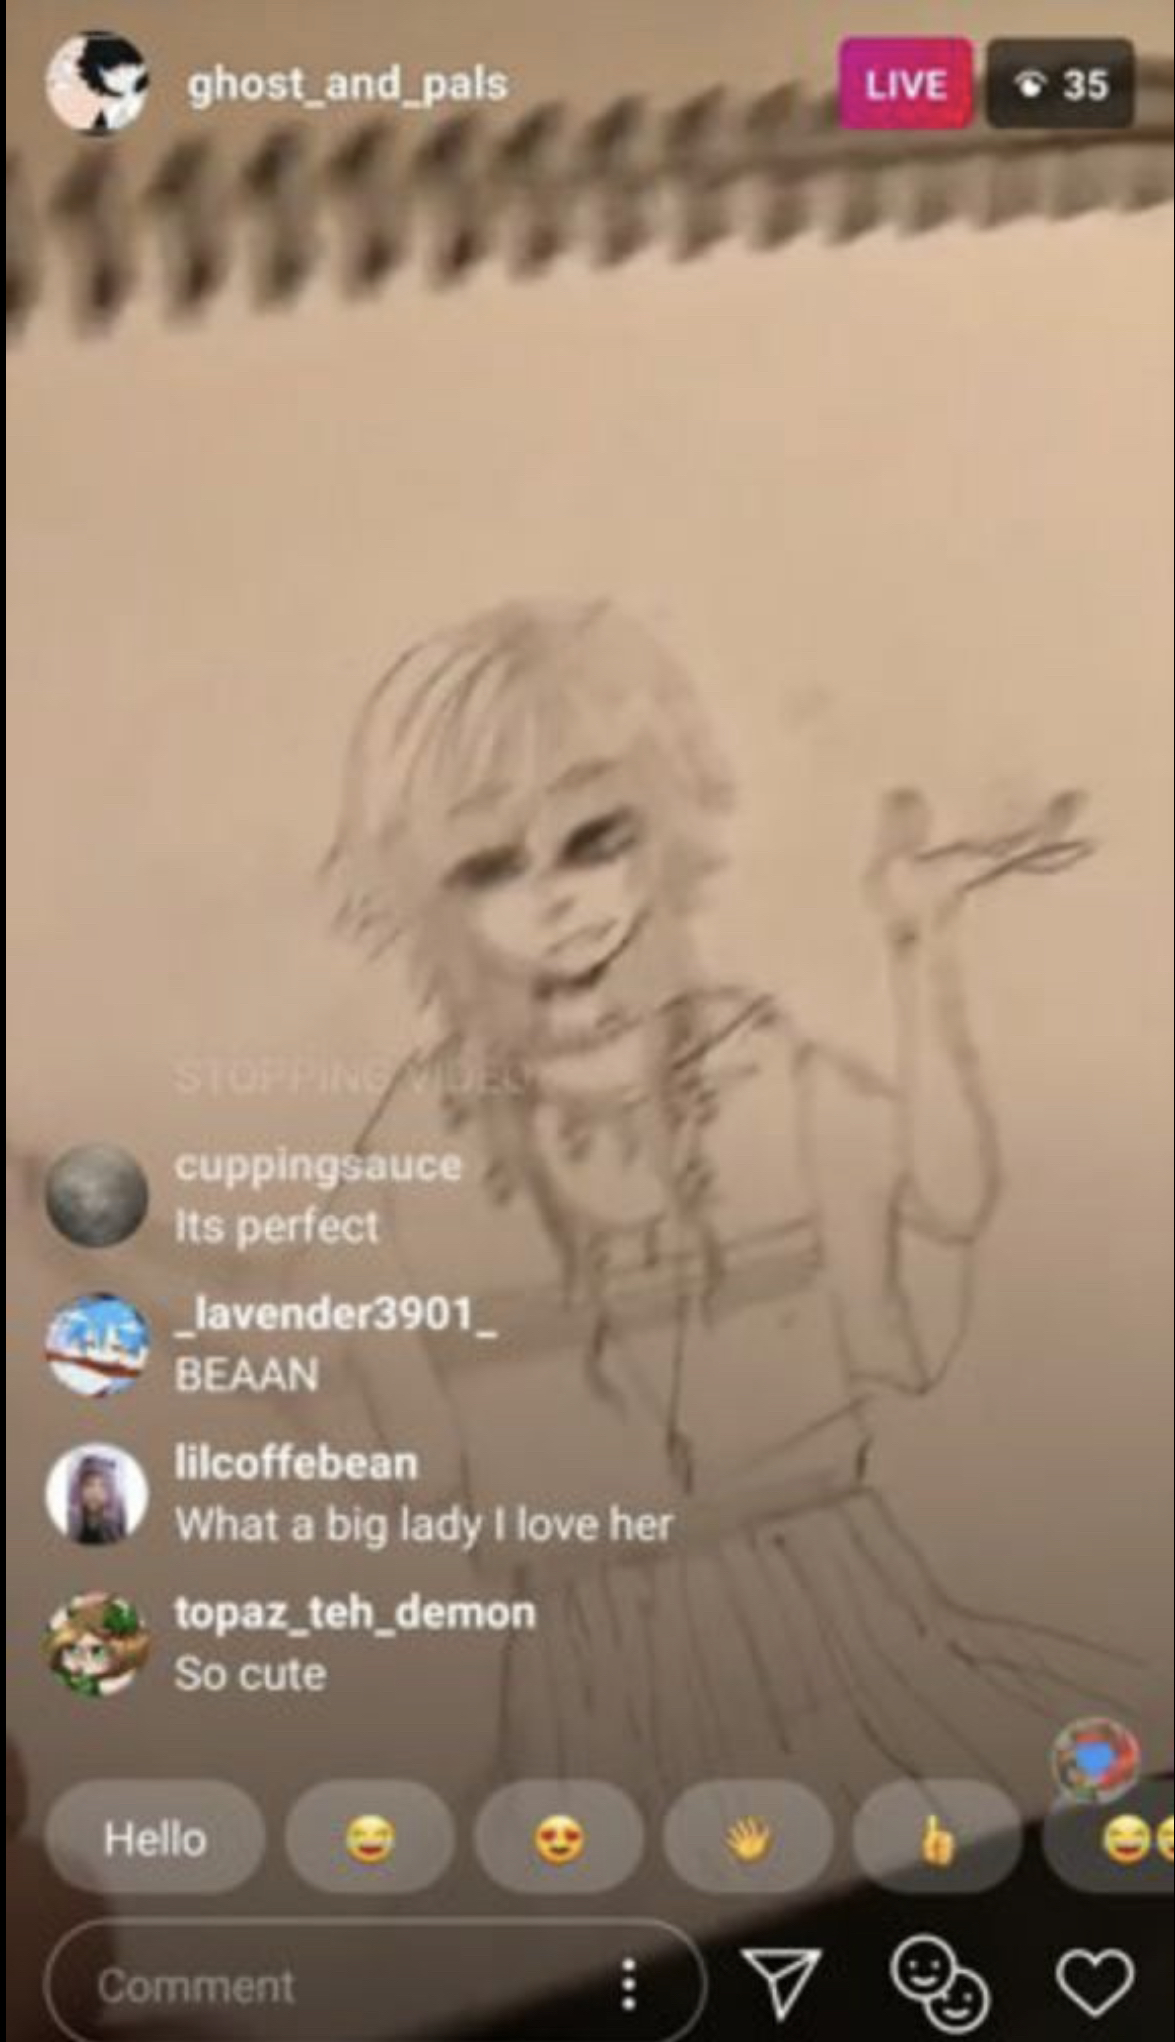 ghost_and_pals
LIVE
35
STOPPING VIDEO
cuppingsauce
Its perfect
_lavender3901_
BEAAN
lilcoffebean
What a big lady I love her
topaz_teh_demon
So cute
Hello
Comment